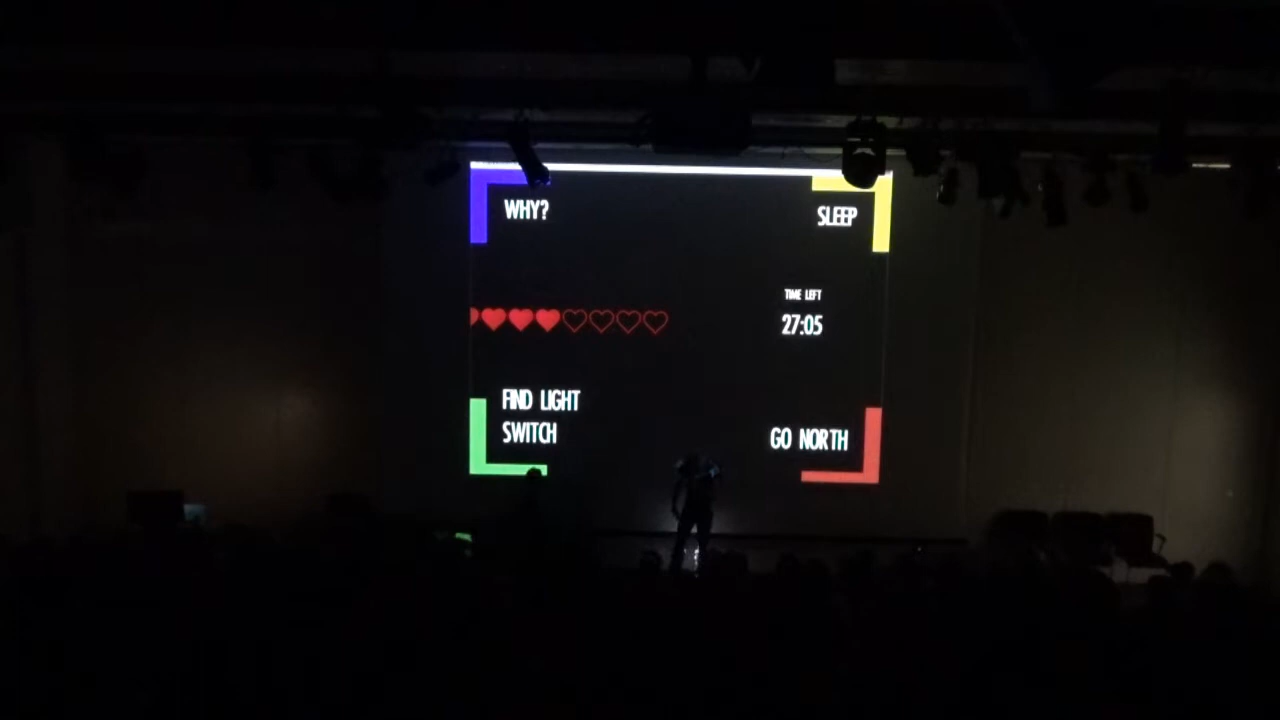 WHY?
SLEEP
TIME LEFT
27:05
FIND LIGHT
SWITCH
GO NORTH